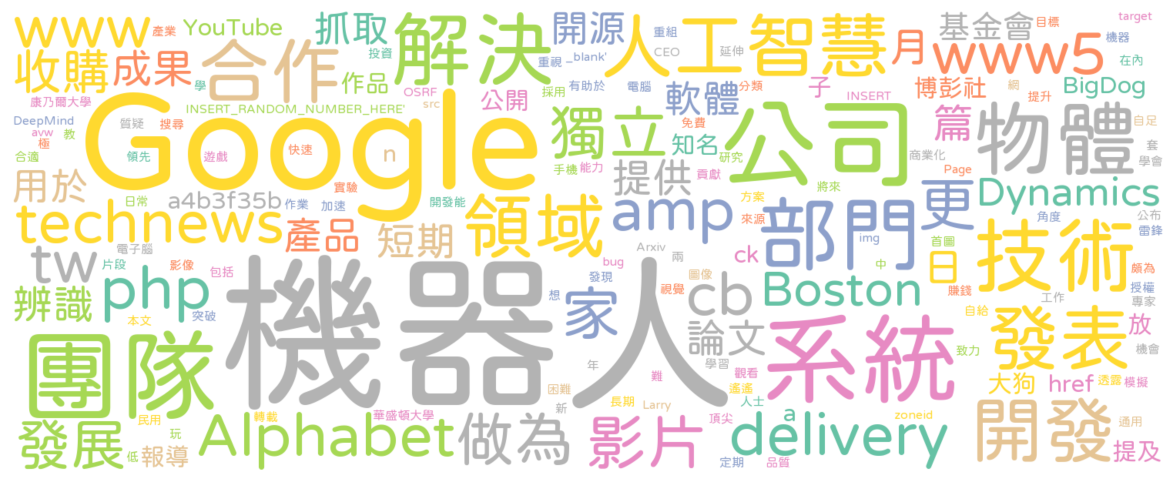 www
產業
YouTube
抓取
解決
開源
重組
人工智慧
基金會
目標
target
收購
成果
合作
投資
作品
CEO
延伸
重視
_blank'
月
www5
機器
在內
學
康乃爾大學
INSERT_RANDOM_NUMBER_HERE'
OSRF
src
公開
採用
有助於
電腦
軟體
分類
子
INSERT
博彭社
提升
網
BigDog
DeepMind
avw
極
教
質疑
搜尋
Google
獨立
免費
知名
研究
公司
篇
物體
自足
套
學會
合適
領先
遊戲
快速
n
手機
能力
提供
貢獻
商業化
Page
用於
a4b3f35b
實驗
日常
作業
加速
開發能
領域
amp
方案
將來
來源
部門
更
Dynamics
角度
公布
雷鋒
technews
產品
短期
電子腦
Arxiv
兩
img
首圖
日
技術
頗為
tw
片段
影像
包括
bug
發現
圖像
ck
中
賺錢
授權
專家
辨識
php
機器人
想
家
視覺
cb
Boston
工作
自給
本文
突破
論文
學習
系統
發表
放
機會
致力
團隊
年
難
觀看
遙遙
大狗
href
透露
模擬
困難
新
長期
Larry
人士
民用
轉載
華盛頓大學
頂尖
a
zoneid
通用
發展
玩
低
報導
Alphabet
做為
影片
delivery
定期
品質
開發
提及